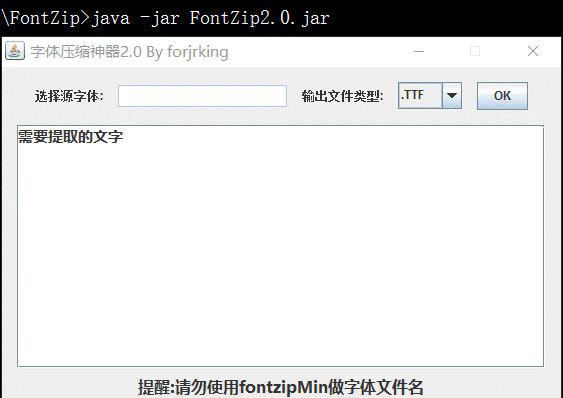 \FontZip>java -jar FontZip2.0.jar
字体压缩神器2.0 By forjrking
选择源字体: 输出文件类型: .TTF OK
需要提取的文字
提醒:请勿使用fontzipMin做字体文件名